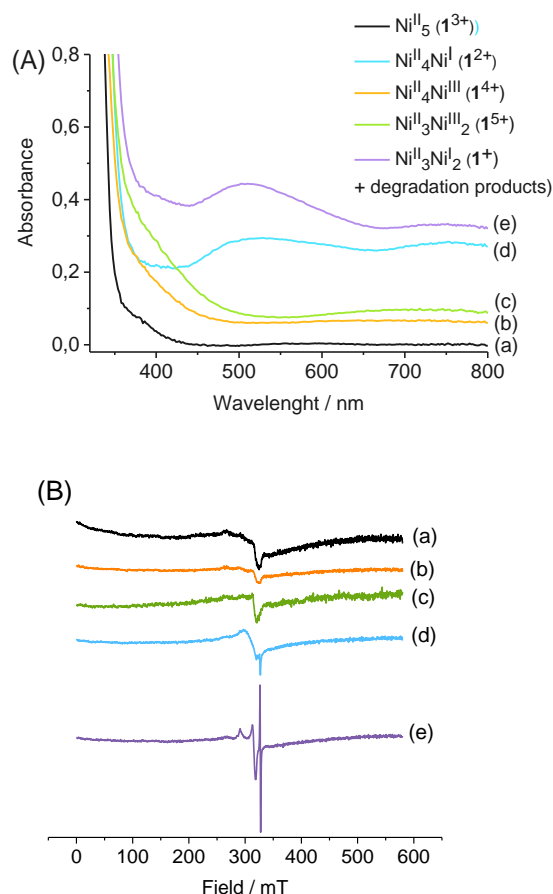 Ni^II_5 (1^3+))
Ni^II_4Ni^I (1^2+)
Ni^II_4Ni^III (1^4+)
Ni^II_3Ni^III_2 (1^5+)
Ni^II_3Ni^I_2 (1^+)
+ degradation products)
(A)
0,8
0,6
0,4
0,2
0,0
Absorbance
(e)
(d)
(c)
(b)
(a)
400 500 600 700 800
Wavelenght / nm
(B)
(a)
(b)
(c)
(d)
(e)
0 100 200 300 400 500 600
Field / mT